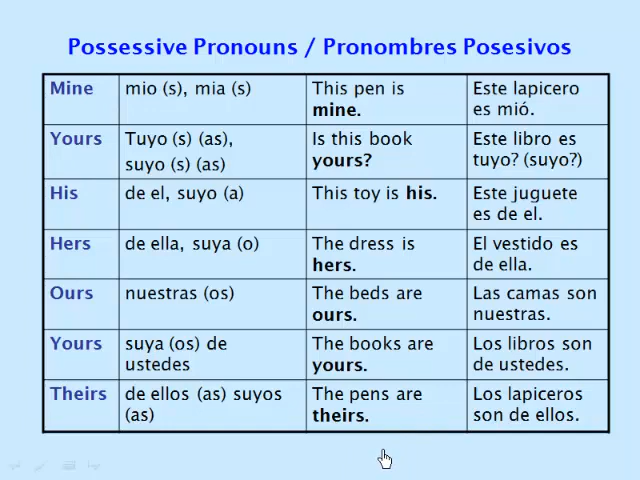 Possessive Pronouns / Pronombres Posesivos
Mine mio (s), mia (s) This pen is Este lapicero
mine. es mió.
Yours Tuyo (s) (as), Is this book Este libro es
suyo (s) (as) yours? tuyo? (suyo?)
His de el, suyo (a) This toy is his. Este juguete
es de el.
Hers de ella, suya (o) The dress is El vestido es
hers. de ella.
Ours nuestras (os) The beds are Las camas son
ours. nuestras.
Yours suya (os) de The books are Los libros son
ustedes yours. de ustedes.
Theirs de ellos (as) suyos The pens are Los lapiceros
(as) theirs. son de ellos.